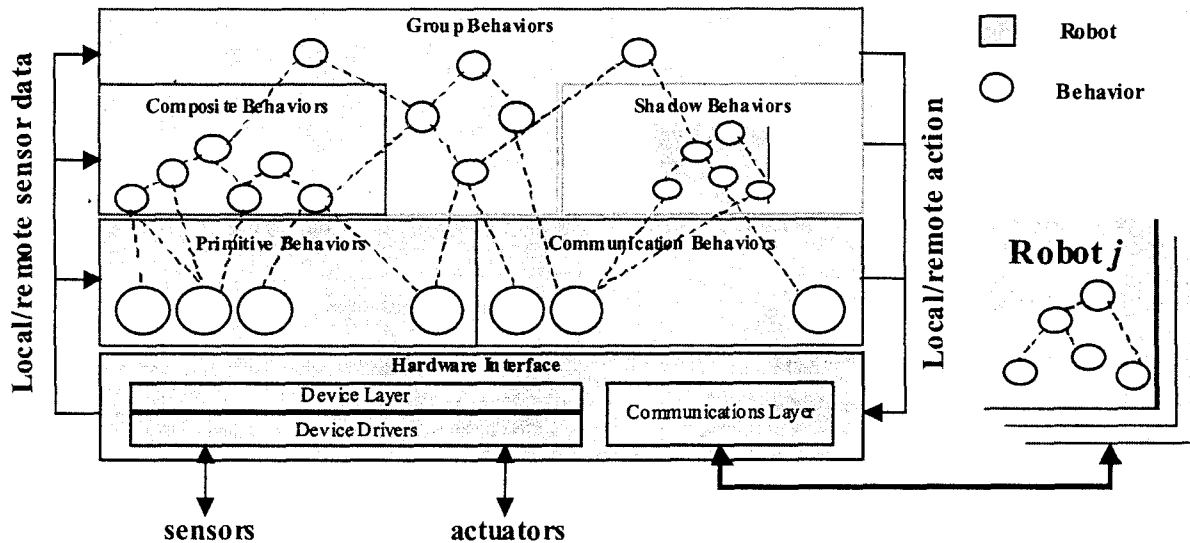 Group Behaviors
Robot
Composite Behaviors
Shadow Behaviors
Behavior
Local/remote sensor data
Local/remote action
Primitive Behaviors
Communication Behaviors
Robot j
Hardware Interface
Device Layer
Communications Layer
Device Drivers
sensors
actuators